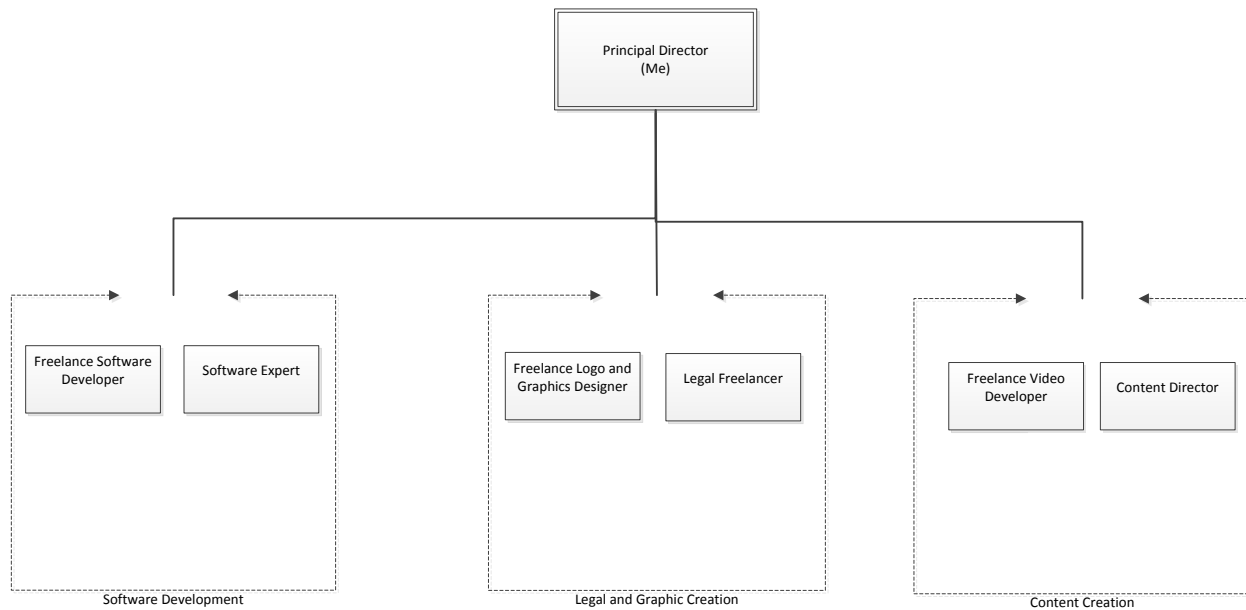 Principal Director
(Me)
Freelance Software
Developer
Software Expert
Freelance Logo and
Graphics Designer
Legal Freelancer
Freelance Video
Developer
Content Director
Software Development
Legal and Graphic Creation
Content Creation